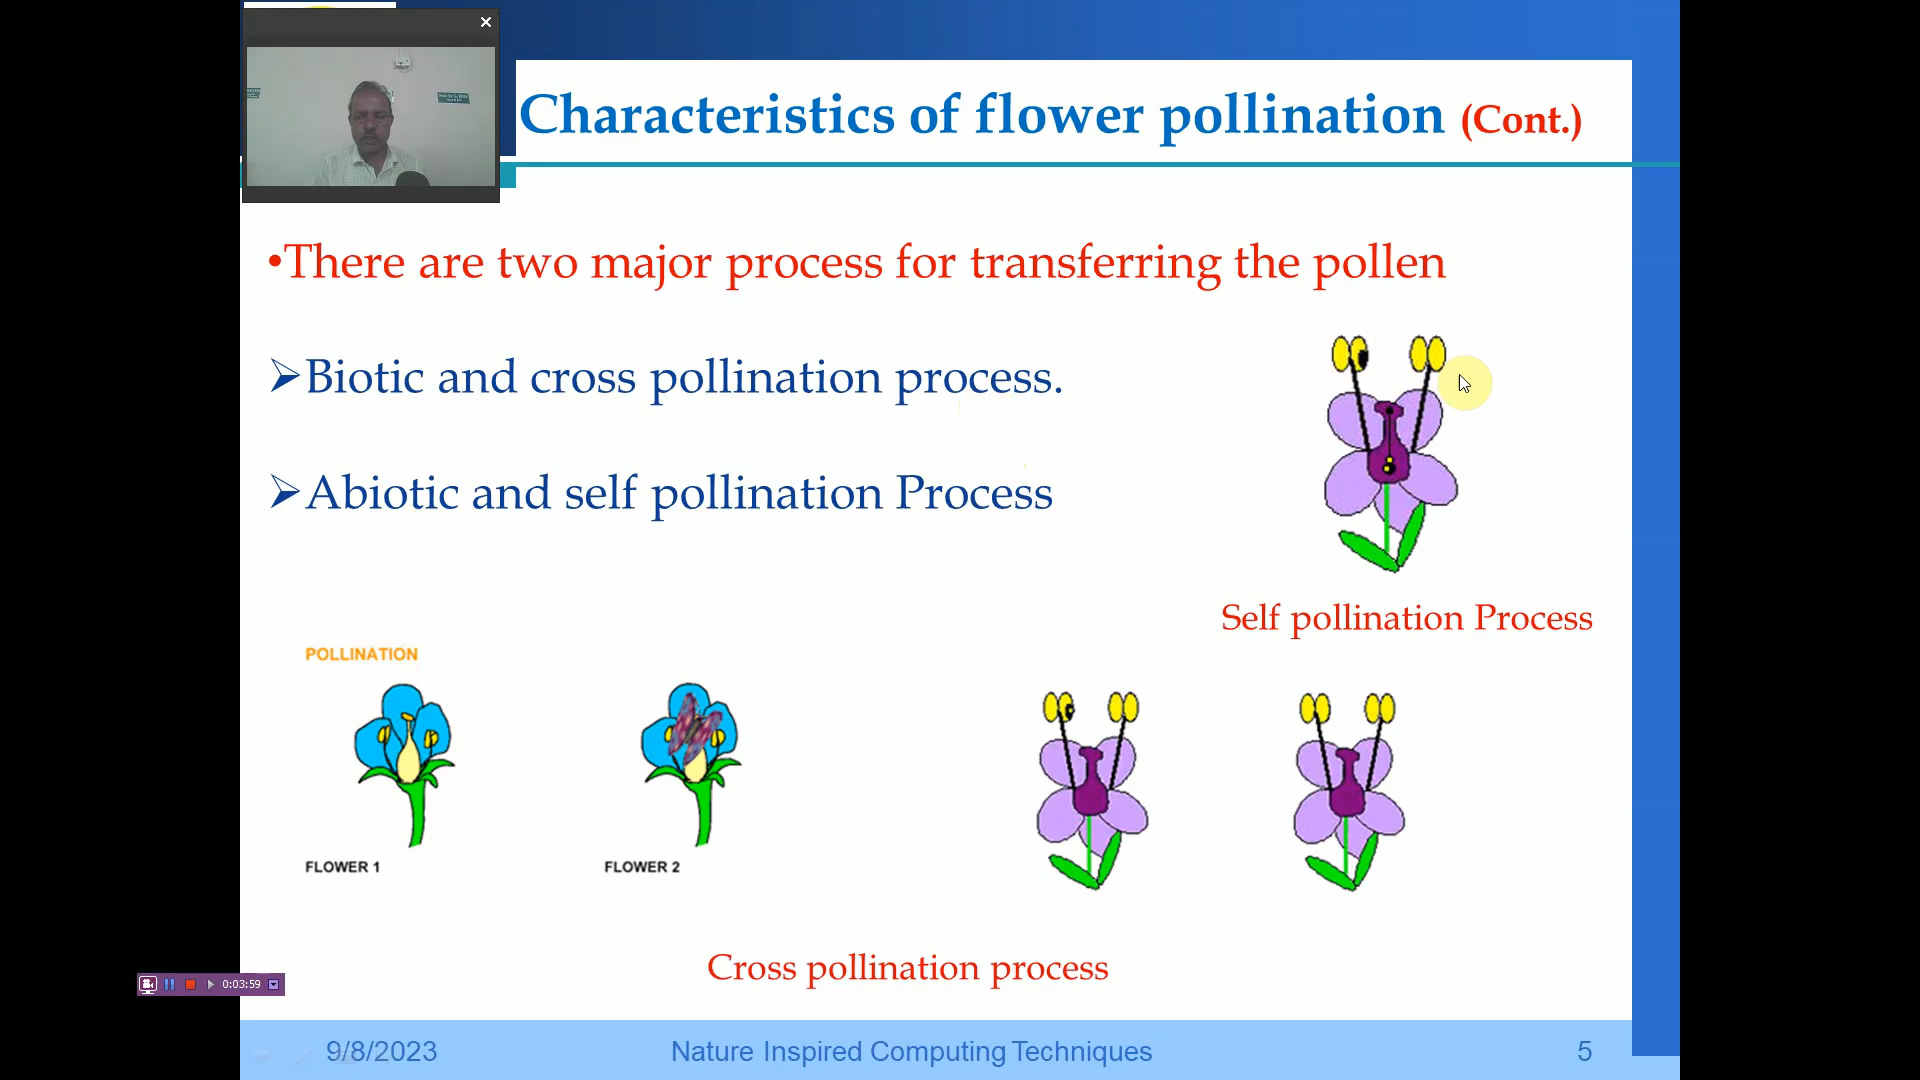 Characteristics of flower pollination (Cont.)
•There are two major process for transferring the pollen
➢Biotic and cross pollination process.
➢Abiotic and self pollination Process
Self pollination Process
POLLINATION
FLOWER 1
FLOWER 2
Cross pollination process
0:03:59
9/8/2023
Nature Inspired Computing Techniques
5